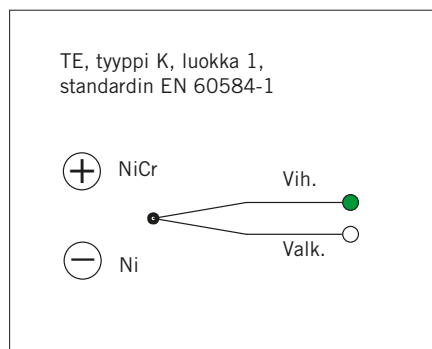 TE, tyyppi K, luokka 1,
standardin EN 60584-1
+ NiCr
Vih.
− Ni
Valk.